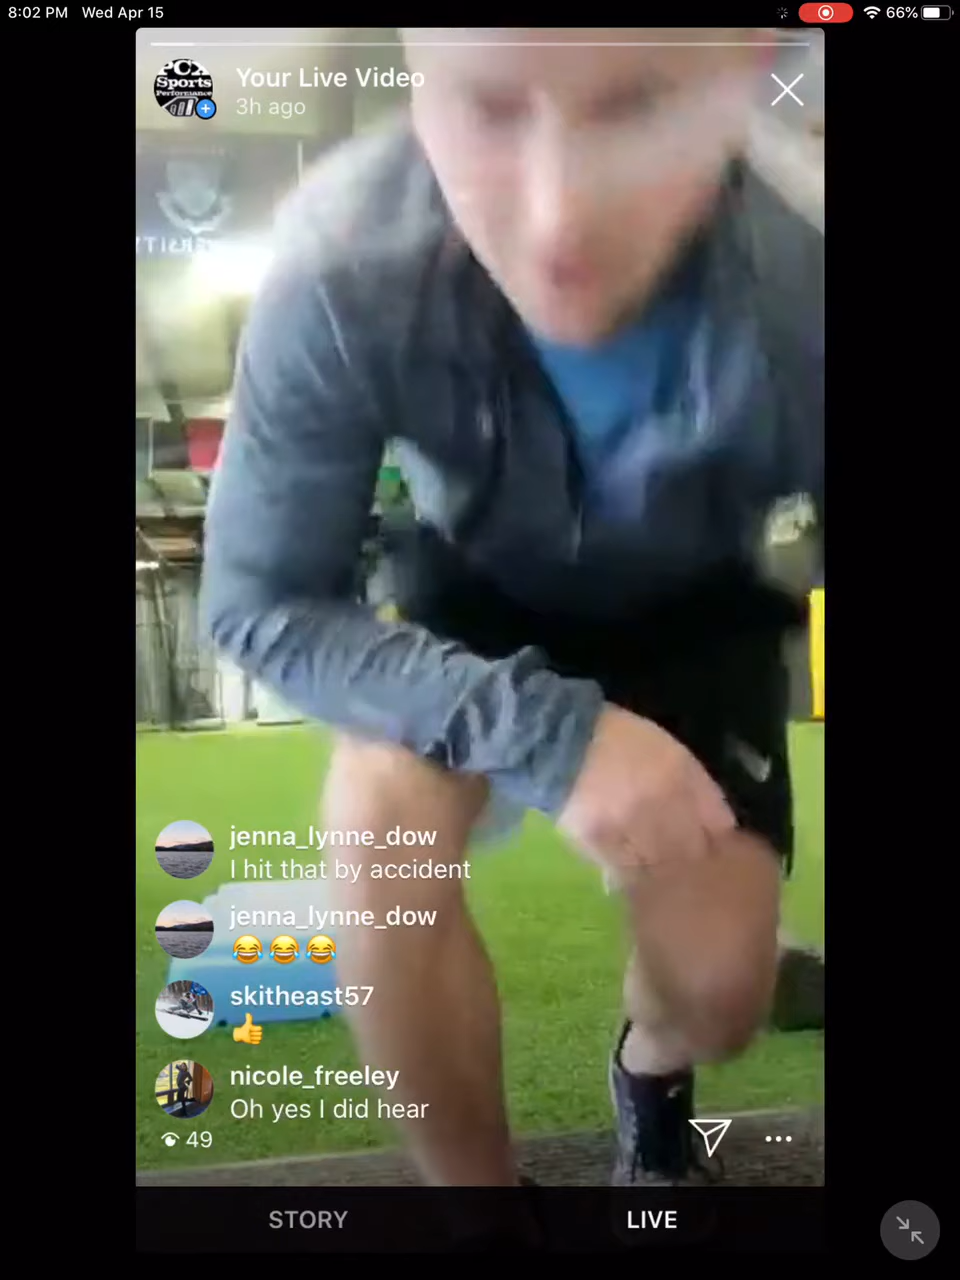 8:02 PM Wed Apr 15
66%
PCX
Sports
Performance
Your Live Video
3h ago
jenna_lynne_dow
I hit that by accident
jenna_lynne_dow
😂😂😂
skitheast57
👍
nicole_freeley
Oh yes I did hear
49
STORY
LIVE